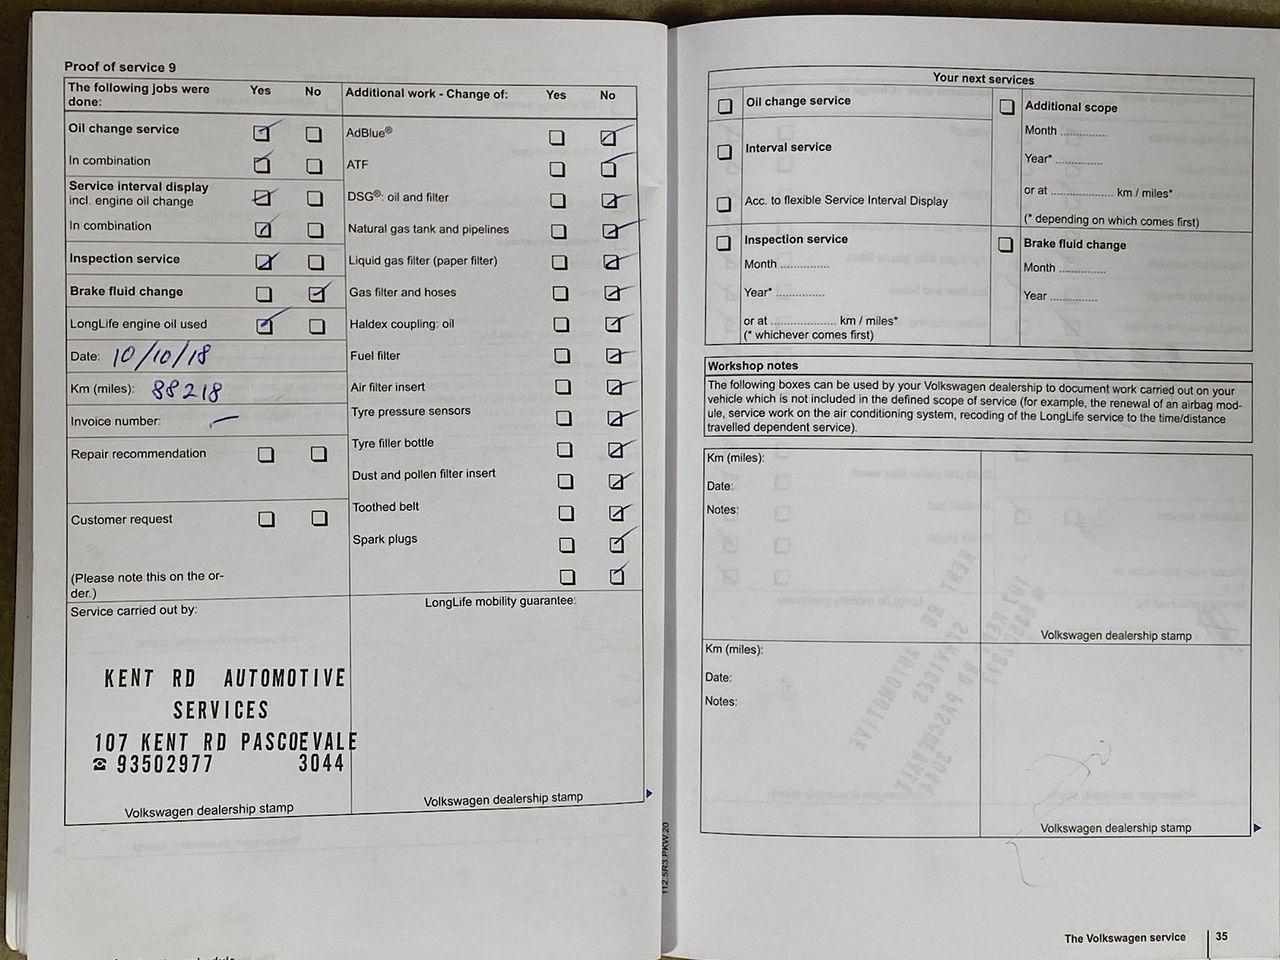 Proof of service 9
The following jobs were done: Yes No
Oil change service
In combination
Service interval display
incl. engine oil change
In combination
Inspection service
Brake fluid change
LongLife engine oil used
Date: 10/10/18
Km (miles): 88218
Invoice number: —
Repair recommendation
Customer request
(Please note this on the or-
der.)
Service carried out by:
KENT RD AUTOMOTIVE
SERVICES
107 KENT RD PASCOEVALE
☎ 93502977 3044
Volkswagen dealership stamp
Additional work - Change of: Yes No
AdBlue®
ATF
DSG®: oil and filter
Natural gas tank and pipelines
Liquid gas filter (paper filter)
Gas filter and hoses
Haldex coupling: oil
Fuel filter
Air filter insert
Tyre pressure sensors
Tyre filler bottle
Dust and pollen filter insert
Toothed belt
Spark plugs
LongLife mobility guarantee:
Volkswagen dealership stamp
112.5R3.PKW.20
Your next services
Oil change service
Interval service
Acc. to flexible Service Interval Display
Inspection service
Month ..............
Year* ..............
or at .................. km / miles*
(* whichever comes first)
Additional scope
Month .............
Year* .............
or at .................. km / miles*
(* depending on which comes first)
Brake fluid change
Month .............
Year .............
Workshop notes
The following boxes can be used by your Volkswagen dealership to document work carried out on your
vehicle which is not included in the defined scope of service (for example, the renewal of an airbag mod-
ule, service work on the air conditioning system, recoding of the LongLife service to the time/distance
travelled dependent service).
Km (miles):
Date:
Notes:
Volkswagen dealership stamp
Km (miles):
Date:
Notes:
Volkswagen dealership stamp
The Volkswagen service 35